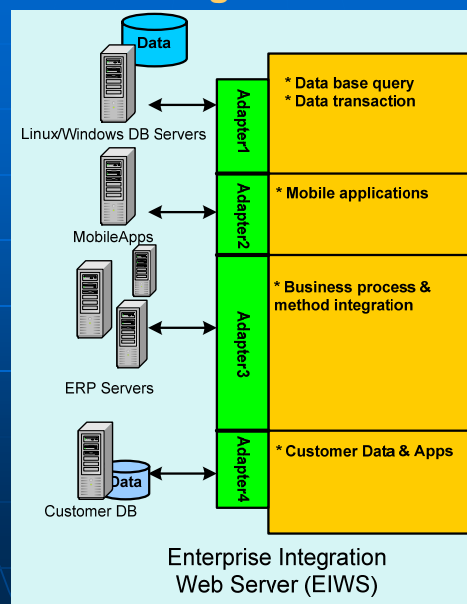 Data
Linux/Windows DB Servers
Adapter1
* Data base query
* Data transaction
MobileApps
Adapter2
* Mobile applications
ERP Servers
Adapter3
* Business process &
method integration
Data
Customer DB
Adapter4
* Customer Data & Apps
Enterprise Integration
Web Server (EIWS)